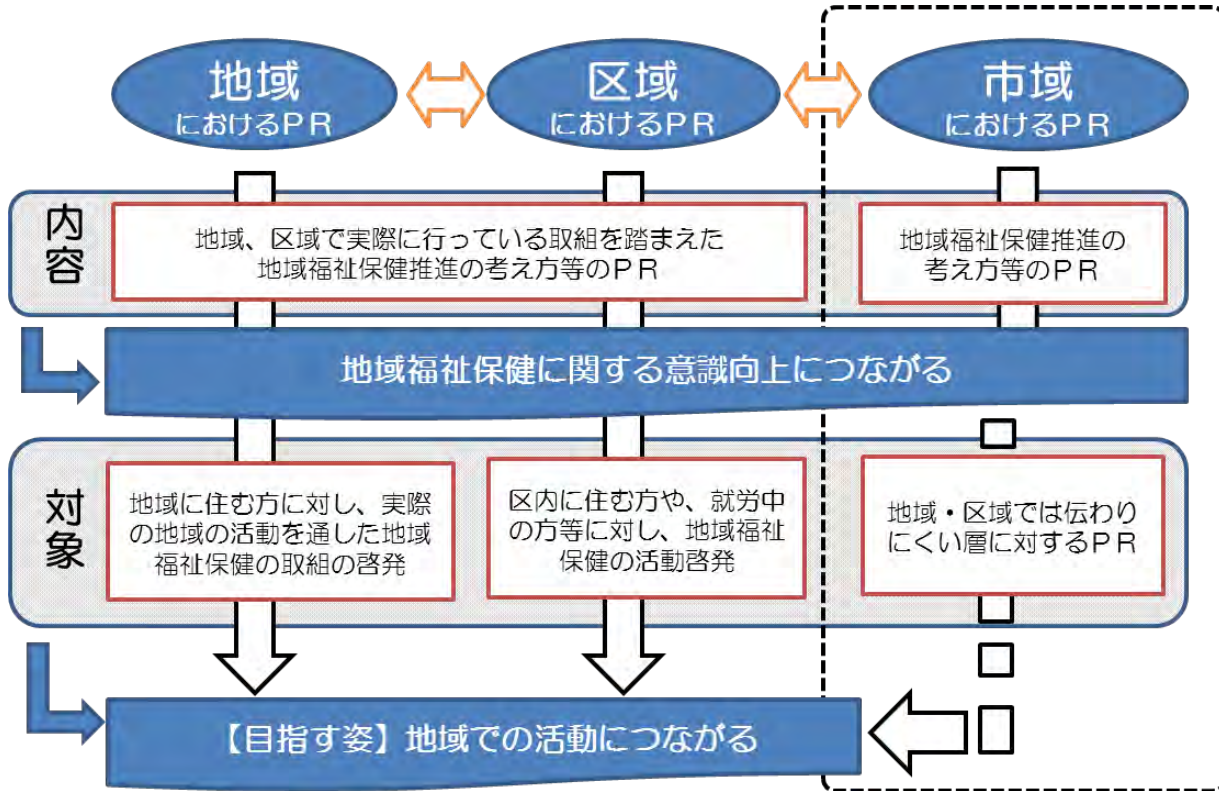 地域
におけるＰＲ
区域
におけるＰＲ
市域
におけるＰＲ
内容
地域、区域で実際に行っている取組を踏まえた
地域福祉保健推進の考え方等のＰＲ
地域福祉保健推進の
考え方等のＰＲ
地域福祉保健に関する意識向上につながる
対象
地域に住む方に対し、実際
の地域の活動を通した地域
福祉保健の取組の啓発
区内に住む方や、就労中
の方等に対し、地域福祉
保健の活動啓発
地域・区域では伝わり
にくい層に対するＰＲ
【目指す姿】地域での活動につながる